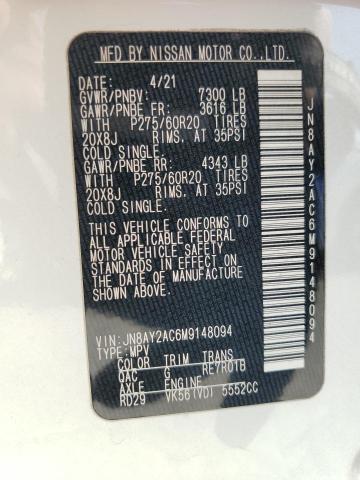 MFD BY NISSAN MOTOR CO.,LTD.
DATE: 4/21
GVWR/PNBV: 7300 LB
GAWR/PNBE FR: 3616 LB
WITH P275/60R20 TIRES,
20X8J RIMS, AT 35PSI
COLD SINGLE.
GAWR/PNBE RR: 4343 LB
WITH P275/60R20 TIRES,
20X8J RIMS, AT 35PSI
COLD SINGLE.
THIS VEHICLE CONFORMS TO
ALL APPLICABLE FEDERAL
MOTOR VEHICLE SAFETY
STANDARDS IN EFFECT ON
THE DATE OF MANUFACTURE
SHOWN ABOVE.
VIN: JN8AY2AC6M9148094
TYPE: MPV
COLOR TRIM TRANS
QAC G RE7R01B
AXLE ENGINE
RD29 VK56(VD) 5552CC
JN8AY2AC6M9148094